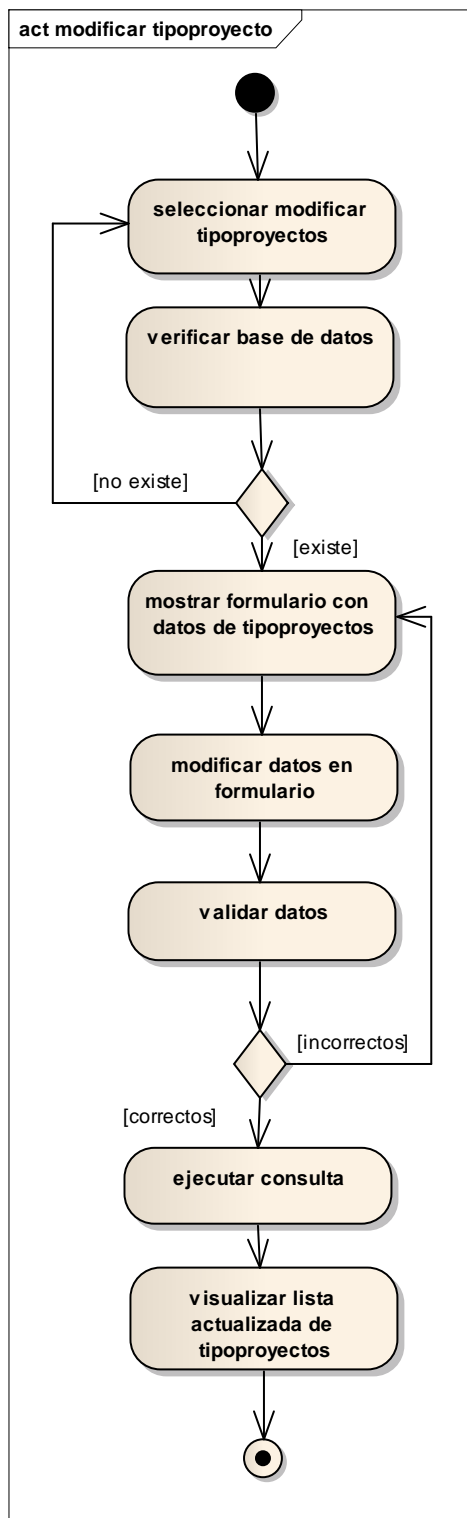 act modificar tipoproyecto
seleccionar modificar
tipoproyectos
verificar base de datos
[no existe]
[existe]
mostrar formulario con
datos de tipoproyectos
modificar datos en
formulario
validar datos
[incorrectos]
[correctos]
ejecutar consulta
visualizar lista
actualizada de
tipoproyectos